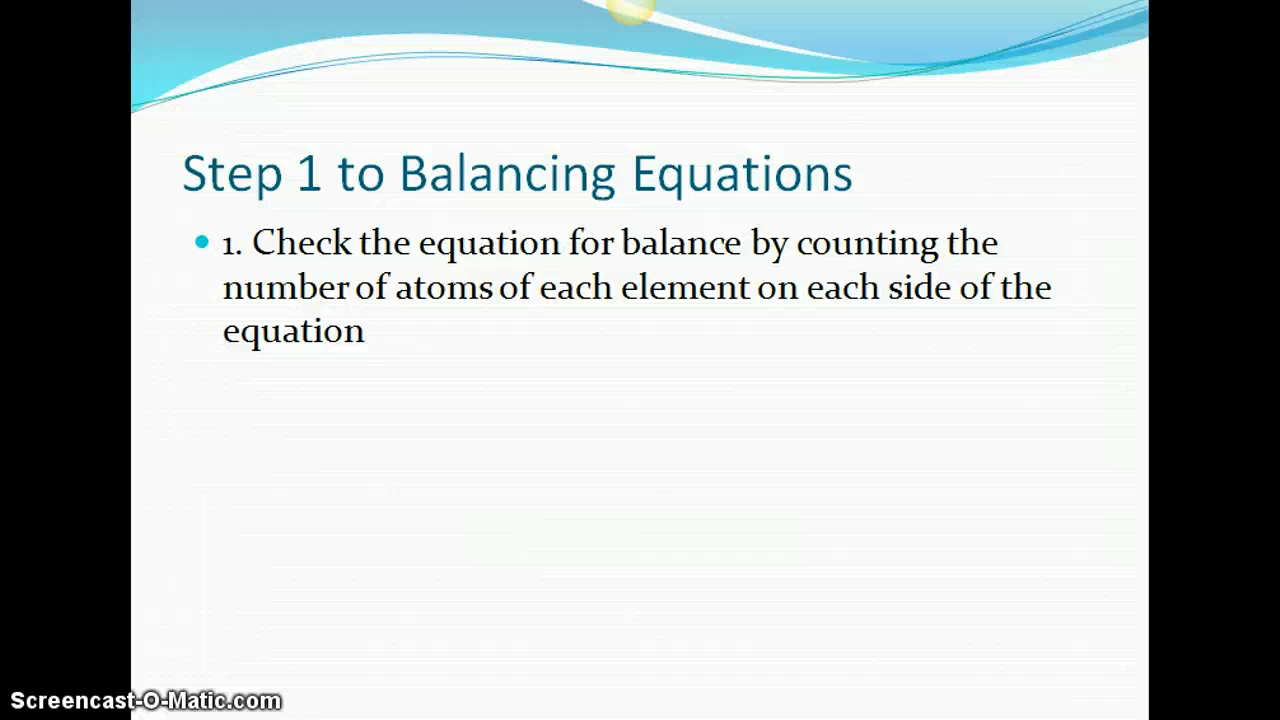 Step 1 to Balancing Equations
1. Check the equation for balance by counting the
number of atoms of each element on each side of the
equation
Screencast-O-Matic.com